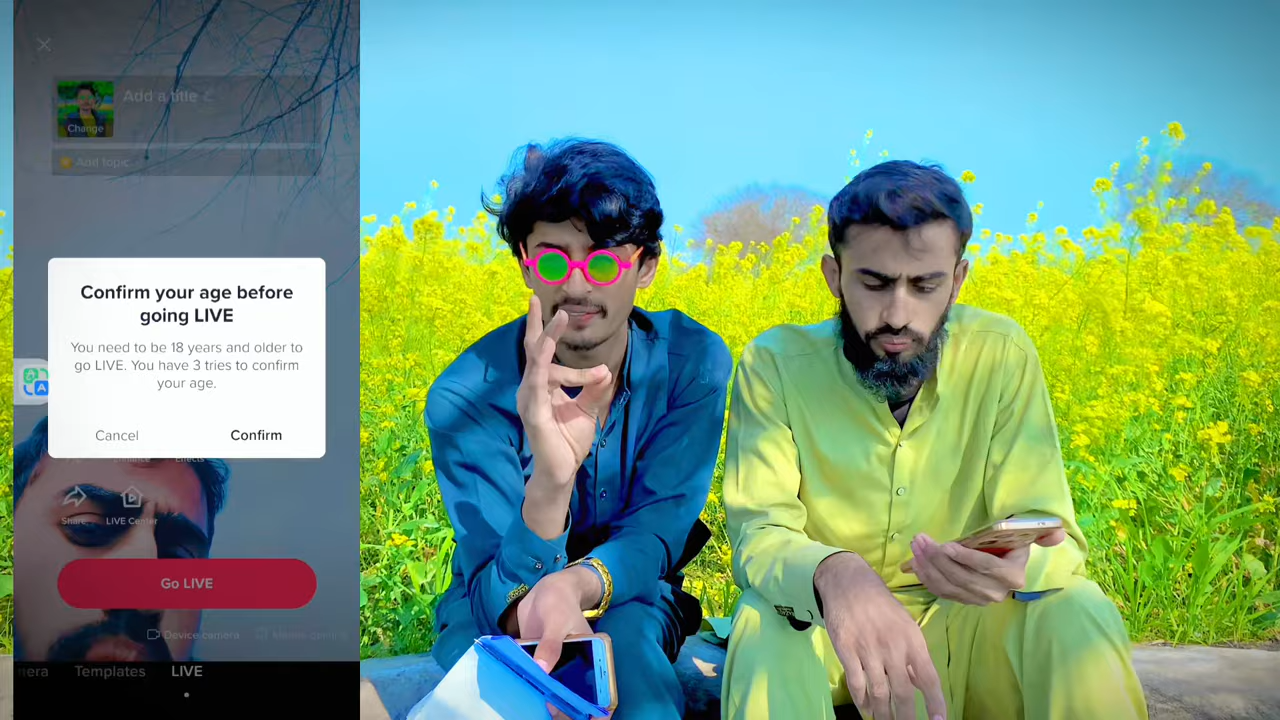 Add a title
Change
Add topic
Confirm your age before
going LIVE
You need to be 18 years and older to
go LIVE. You have 3 tries to confirm
your age.
Cancel
Confirm
A
Effects
Share
LIVE Center
Go LIVE
Device camera
Templates
LIVE